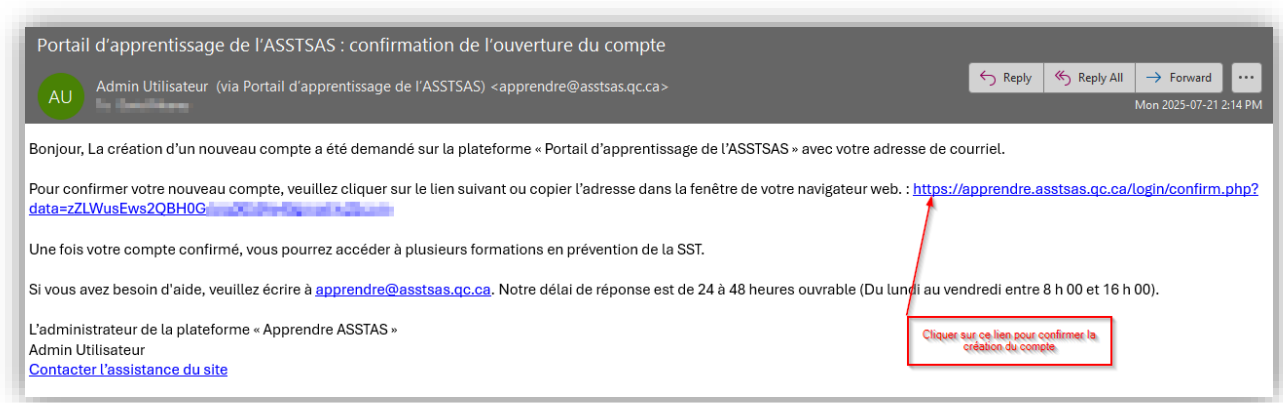 Portail d'apprentissage de l'ASSTSAS : confirmation de l'ouverture du compte
AU
Admin Utilisateur (via Portail d'apprentissage de l'ASSTSAS) <apprendre@asstsas.qc.ca>
To
Reply
Reply All
Forward
Mon 2025-07-21 2:14 PM
Bonjour, La création d'un nouveau compte a été demandé sur la plateforme « Portail d'apprentissage de l'ASSTSAS » avec votre adresse de courriel.
Pour confirmer votre nouveau compte, veuillez cliquer sur le lien suivant ou copier l'adresse dans la fenêtre de votre navigateur web. : https://apprendre.asstsas.qc.ca/login/confirm.php?
data=zZLWusEws2QBH0G
Une fois votre compte confirmé, vous pourrez accéder à plusieurs formations en prévention de la SST.
Si vous avez besoin d'aide, veuillez écrire à apprendre@asstsas.qc.ca. Notre délai de réponse est de 24 à 48 heures ouvrable (Du lundi au vendredi entre 8 h 00 et 16 h 00).
L'administrateur de la plateforme « Apprendre ASSTAS »
Admin Utilisateur
Contacter l'assistance du site
Cliquer sur ce lien pour confirmer la
création du compte